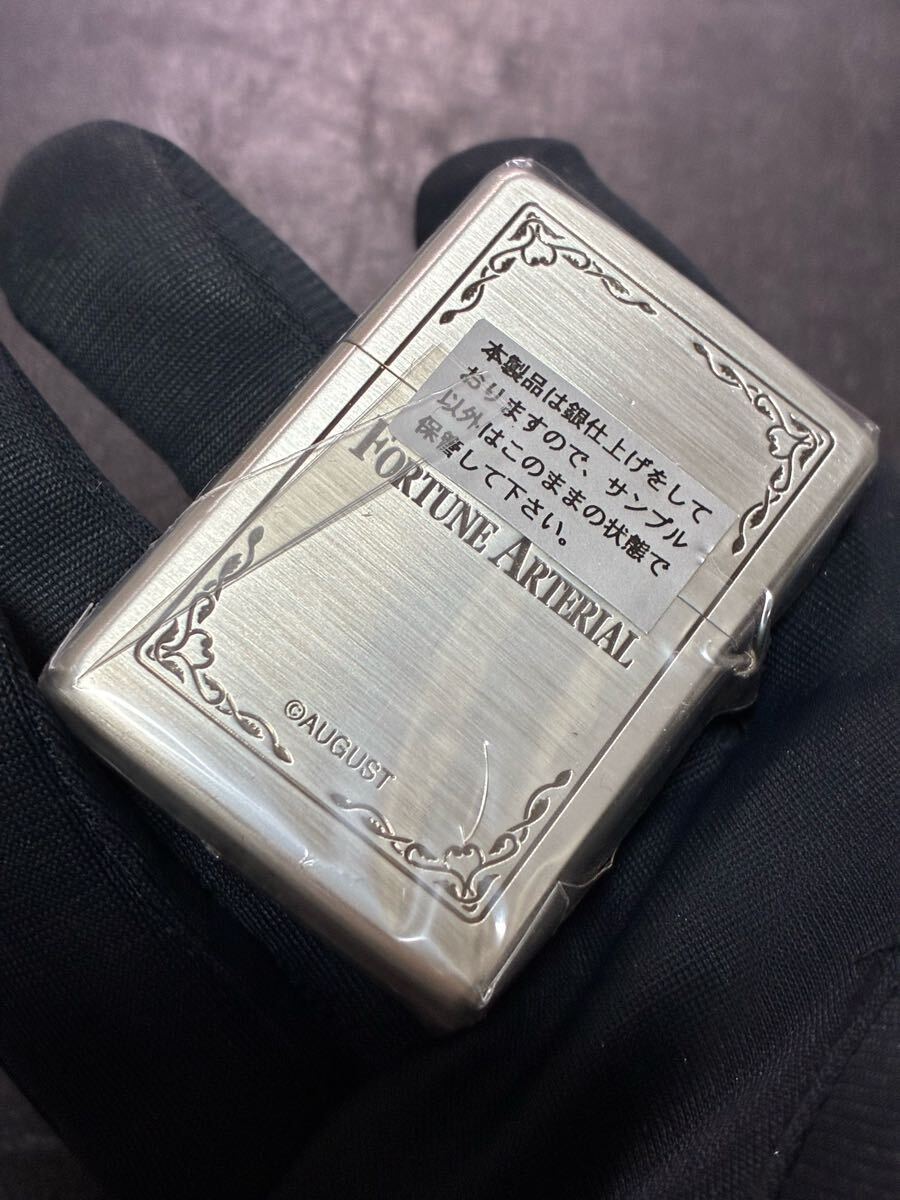 本製品は銀仕上げをして
おりますので、サンプル
以外はこのままの状態で
保管して下さい。
FORTUNE ARTERIAL
©AUGUST